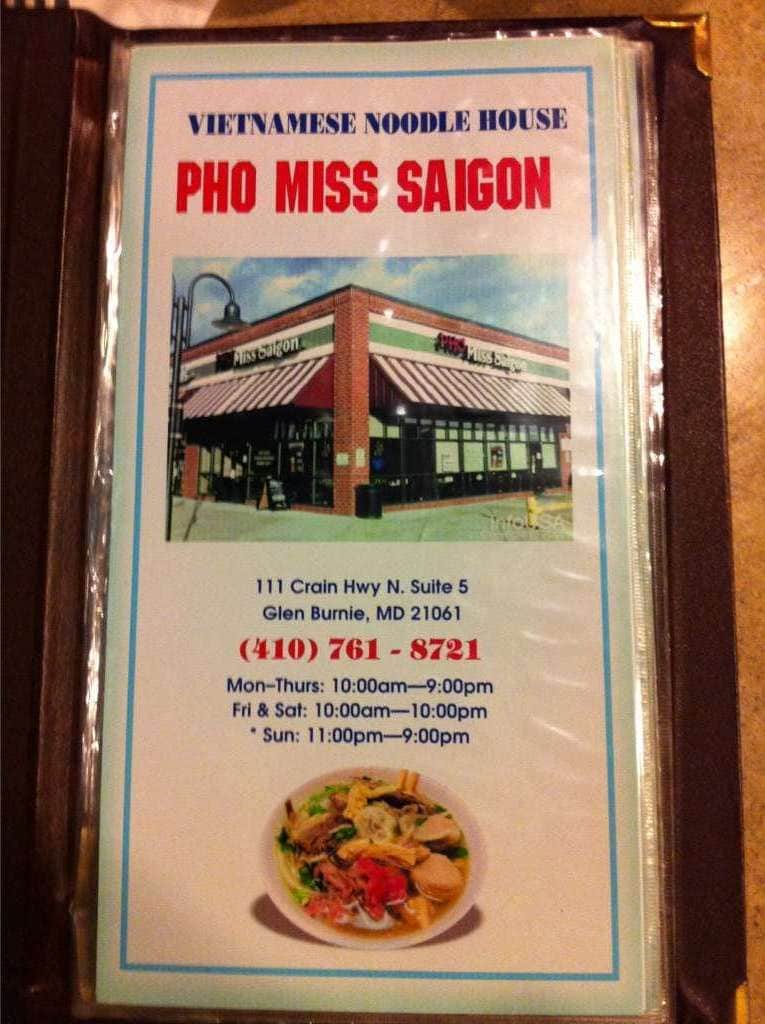 VIETNAMESE NOODLE HOUSE
PHO MISS SAIGON
Miss Saigon
PHO Miss Saigon
111 Crain Hwy N. Suite 5
Glen Burnie, MD 21061
(410) 761 - 8721
Mon–Thurs: 10:00am—9:00pm
Fri & Sat: 10:00am—10:00pm
* Sun: 11:00pm—9:00pm